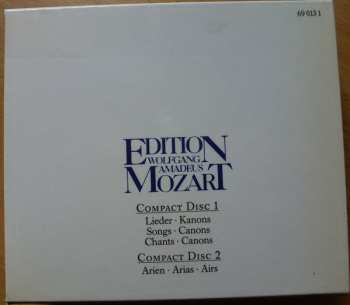 69 013 1
EDITION
WOLFGANG
AMADEUS
MOZART
COMPACT DISC 1
Lieder · Kanons
Songs · Canons
Chants · Canons
COMPACT DISC 2
Arien · Arias · Airs